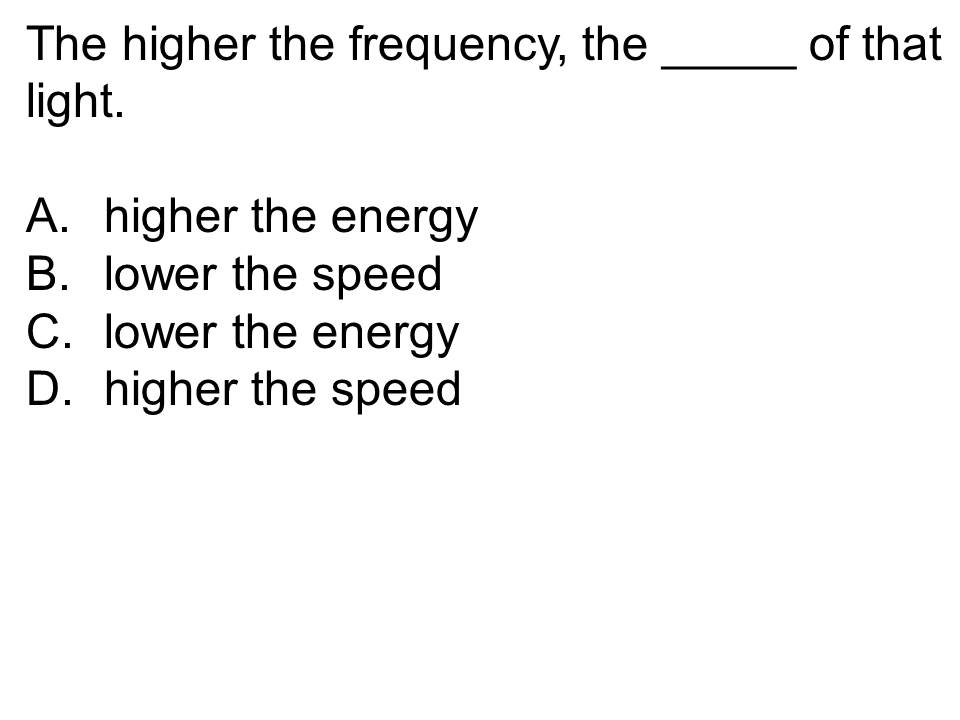 The higher the frequency, the _____ of that
light.
A. higher the energy
B. lower the speed
C. lower the energy
D. higher the speed